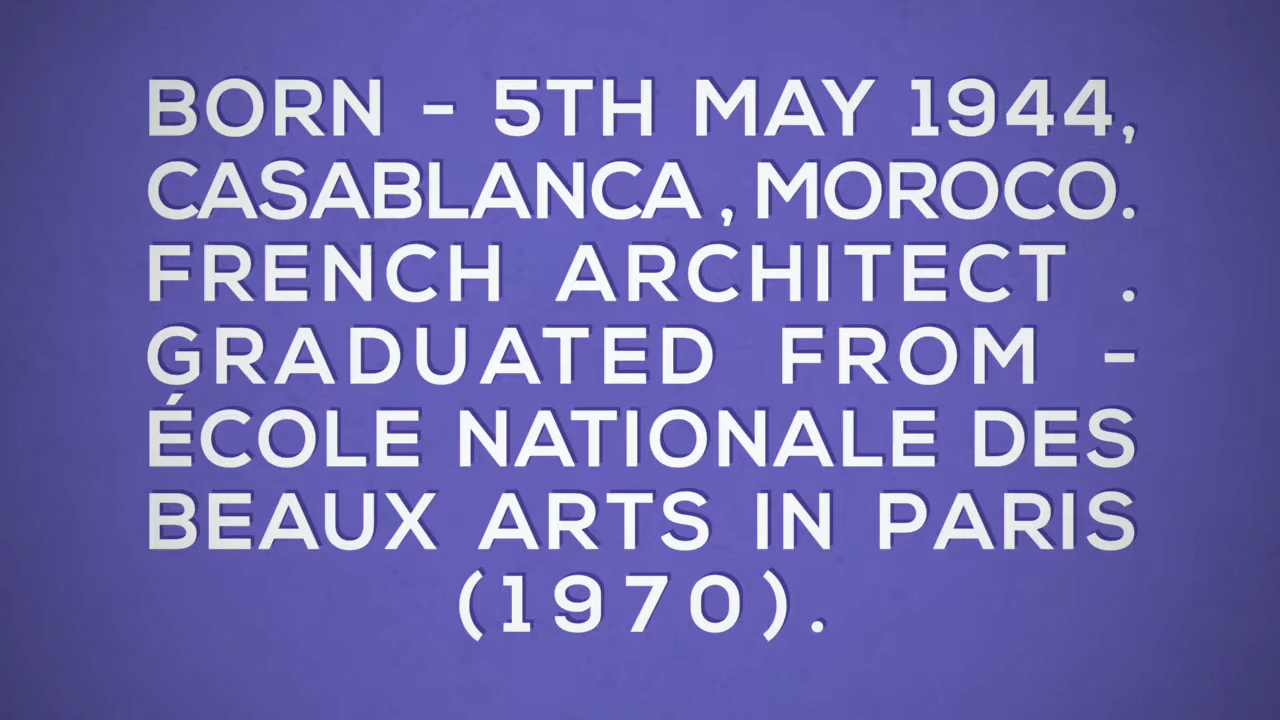 BORN - 5TH MAY 1944,
CASABLANCA , MOROCO.
FRENCH ARCHITECT .
GRADUATED FROM -
ÉCOLE NATIONALE DES
BEAUX ARTS IN PARIS
(1970).